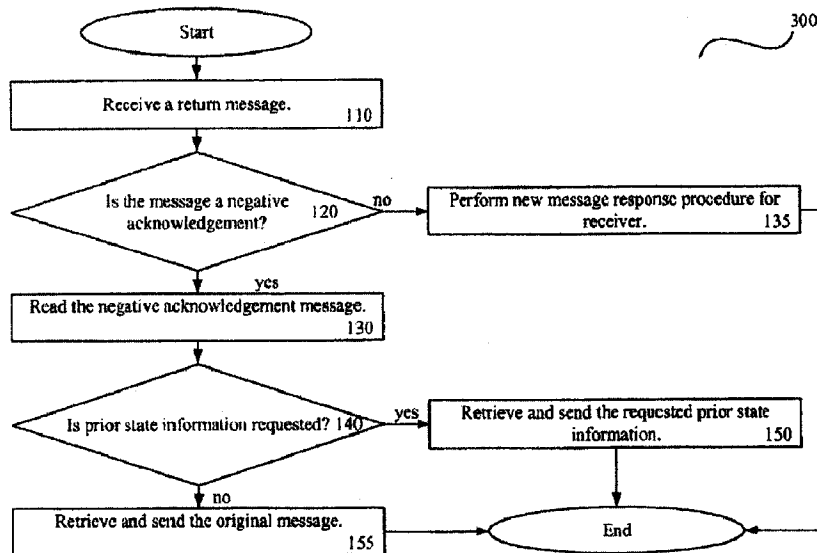 Start
300
Receive a return message.
110
Is the message a negative
acknowledgement?
120
no
Perform new message response procedure for
receiver.
135
yes
Read the negative acknowledgement message.
130
Is prior state information requested?
140
yes
Retrieve and send the requested prior state
information.
150
no
Retrieve and send the original message.
155
End